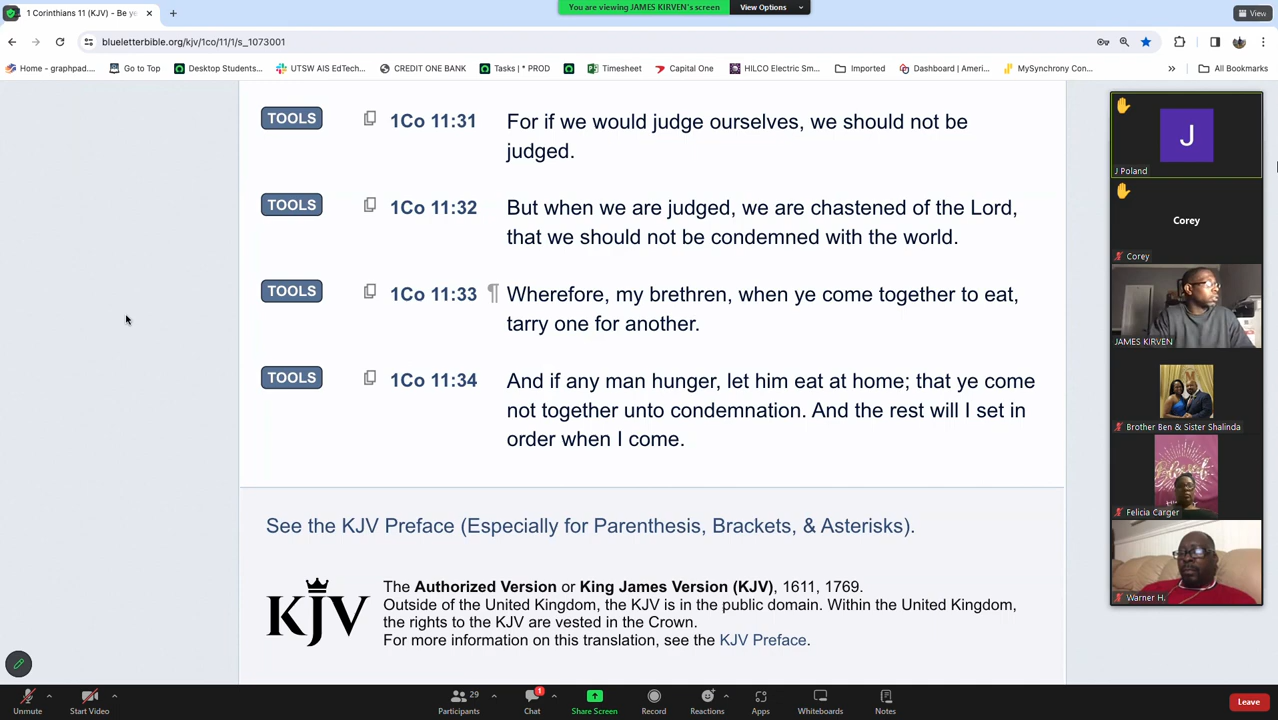 1 Corinthians 11 (KJV) - Be ye
You are viewing JAMES KIRVEN's screen
View Options
View
blueletterbible.org/kjv/1co/11/1/s_1073001
Home - graphpad....
Go to Top
Desktop Students...
UTSW AIS EdTech...
CREDIT ONE BANK
Tasks | * PROD
Timesheet
Capital One
HILCO Electric Sm...
Imported
Dashboard | Ameri...
MySynchrony Con...
»
All Bookmarks
TOOLS 1Co 11:31 For if we would judge ourselves, we should not be
judged.
TOOLS 1Co 11:32 But when we are judged, we are chastened of the Lord,
that we should not be condemned with the world.
TOOLS 1Co 11:33 ¶ Wherefore, my brethren, when ye come together to eat,
tarry one for another.
TOOLS 1Co 11:34 And if any man hunger, let him eat at home; that ye come
not together unto condemnation. And the rest will I set in
order when I come.
See the KJV Preface (Especially for Parenthesis, Brackets, & Asterisks).
KJV
The Authorized Version or King James Version (KJV), 1611, 1769.
Outside of the United Kingdom, the KJV is in the public domain. Within the United Kingdom,
the rights to the KJV are vested in the Crown.
For more information on this translation, see the KJV Preface.
J
J Poland
Corey
Corey
JAMES KIRVEN
Brother Ben & Sister Shalinda
Felicia Carger
Warner H.
Unmute
Start Video
Participants
29
Chat
1
Share Screen
Record
Reactions
Apps
Whiteboards
Notes
Leave